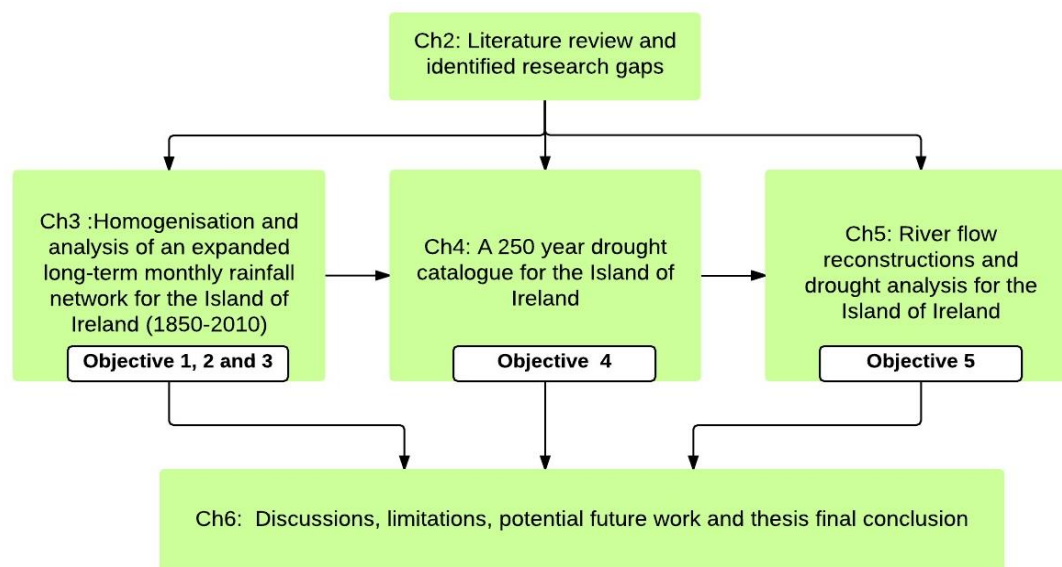 Ch2: Literature review and
identified research gaps
Ch3 :Homogenisation and
analysis of an expanded
long-term monthly rainfall
network for the Island of
Ireland (1850-2010)
Objective 1, 2 and 3
Ch4: A 250 year drought
catalogue for the Island of
Ireland
Objective 4
Ch5: River flow
reconstructions and
drought analysis for the
Island of Ireland
Objective 5
Ch6: Discussions, limitations, potential future work and thesis final conclusion